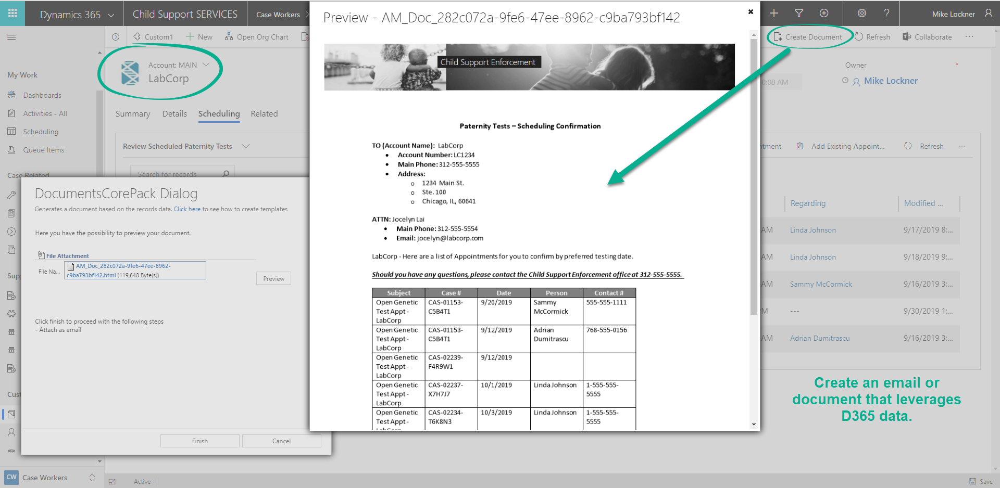 Dynamics 365
Child Support SERVICES
Case Workers
Mike Lockner
Custom1
New
Open Org Chart
Create Document
Refresh
Collaborate
My Work
Dashboards
Activities - All
Scheduling
Queue Items
Case Related
Supp
Cust
CW
Case Workers
Account: MAIN
LabCorp
Summary
Details
Scheduling
Related
Review Scheduled Paternity Tests
Search for records
DocumentsCorePack Dialog
Generates a document based on the records data. Click here to see how to create templates
Here you have the possibility to preview your document.
File Attachment
File Na...
AM_Doc_282c072a-9fe6-47ee-8962-
c9ba793bf142.html (119,640 Byte(s))
Preview
Click finish to proceed with the following steps
- Attach as email
Finish
Cancel
Preview - AM_Doc_282c072a-9fe6-47ee-8962-c9ba793bf142
Child Support Enforcement
Paternity Tests – Scheduling Confirmation
TO (Account Name): LabCorp
• Account Number: LC1234
• Main Phone: 312-555-5555
• Address:
o 1234 Main St.
o Ste. 100
o Chicago, IL, 60641
ATTN: Jocelyn Lai
• Main Phone: 312-555-5554
• Email: jocelyn@labcorp.com
LabCorp - Here are a list of Appointments for you to confirm by preferred testing date.
Should you have any questions, please contact the Child Support Enforcement office at 312-555-5555.
Subject Case # Date Person Contact #
Open Genetic CAS-01153- 9/20/2019 Sammy 555-555-1111
Test Appt - C5B4T1 McCormick
LabCorp
Open Genetic CAS-01153- 9/12/2019 Adrian 768-555-0156
Test Appt - C5B4T1 Dumitrascu
LabCorp
Open Genetic CAS-02239- 9/12/2019
Test Appt - F4R9W1
LabCorp
Open Genetic CAS-02237- 10/1/2019 Linda Johnson 1-555-555-
Test Appt - X7H7J7 5555
LabCorp
Open Genetic CAS-02234- 10/3/2019 Linda Johnson 1-555-555-
Test Appt - T6K8N3 5555
0:08 AM
Owner *
Mike Lockner
tment
Add Existing Appoint...
Refresh
Regarding
Modified ...
AM Linda Johnson 9/17/2019 8:...
AM Linda Johnson 9/18/2019 9:...
AM Sammy McCormick 9/16/2019 3:...
PM --- 9/30/2019 1:...
AM Adrian Dumitrascu 9/16/2019 3:...
Create an email or
document that leverages
D365 data.
Active
Save